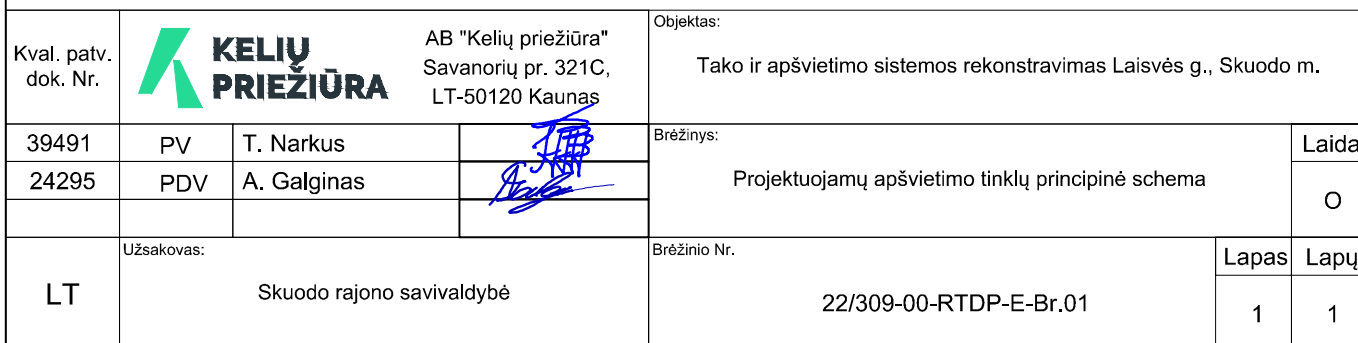 Kval. patv.
dok. Nr.
KELIŲ
PRIEŽIŪRA
AB "Kelių priežiūra"
Savanorių pr. 321C,
LT-50120 Kaunas
Objektas:
Tako ir apšvietimo sistemos rekonstravimas Laisvės g., Skuodo m.
39491 PV T. Narkus
24295 PDV A. Galginas
Brėžinys:
Projektuojamų apšvietimo tinklų principinė schema
Laida
O
LT
Užsakovas:
Skuodo rajono savivaldybė
Brėžinio Nr.
22/309-00-RTDP-E-Br.01
Lapas Lapų
1 1